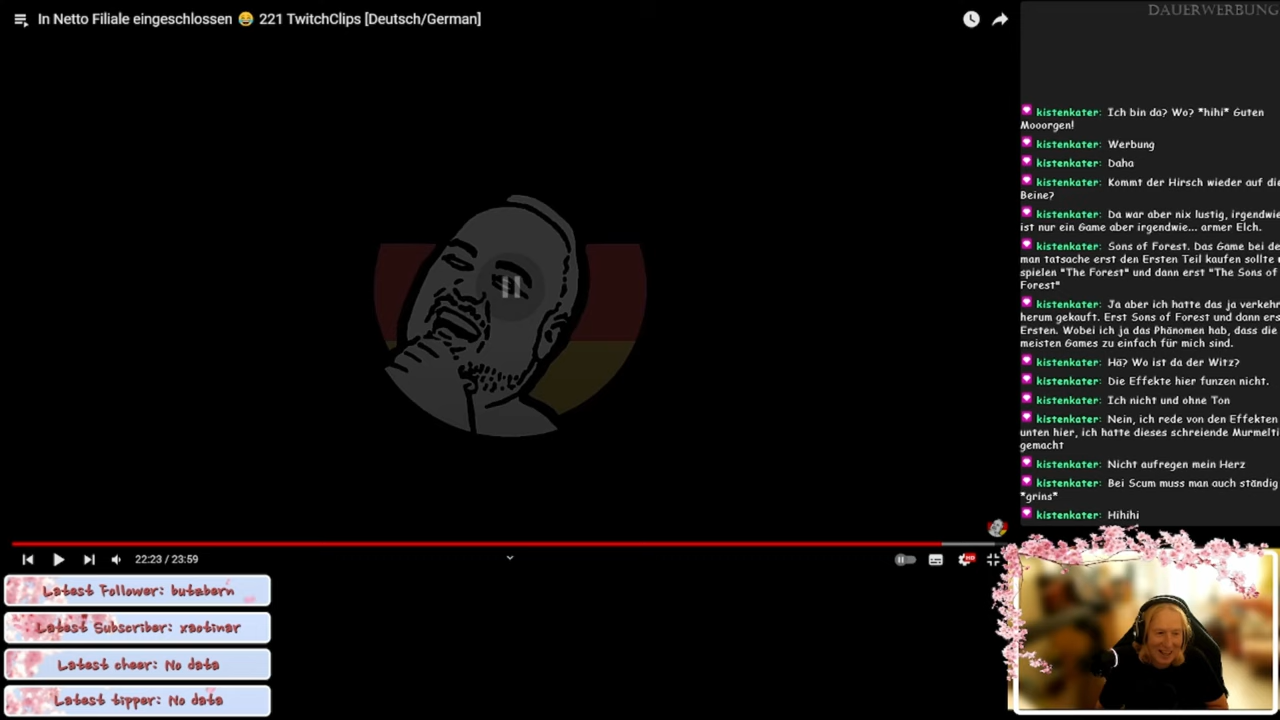 In Netto Filiale eingeschlossen 😂 221 TwitchClips [Deutsch/German]
DAUERWERBUNG
kistenkater: Ich bin da? Wo? *hihi* Guten
Mooorgen!
kistenkater: Werbung
kistenkater: Daha
kistenkater: Kommt der Hirsch wieder auf die
Beine?
kistenkater: Da war aber nix lustig, irgendwie
ist nur ein Game aber irgendwie... armer Elch.
kistenkater: Sons of Forest. Das Game bei de
man tatsache erst den Ersten Teil kaufen sollte
spielen "The Forest" und dann erst "The Sons of
Forest"
kistenkater: Ja aber ich hatte das ja verkehr
herum gekauft. Erst Sons of Forest und dann ers
Ersten. Wobei ich ja das Phänomen hab, dass die
meisten Games zu einfach für mich sind.
kistenkater: Hä? Wo ist da der Witz?
kistenkater: Die Effekte hier funzen nicht.
kistenkater: Ich nicht und ohne Ton
kistenkater: Nein, ich rede von den Effekten
unten hier, ich hatte dieses schreiende Murmelti
gemacht
kistenkater: Nicht aufregen mein Herz
kistenkater: Bei Scum muss man auch ständig
*grins*
kistenkater: Hihihi
22:23 / 23:59
HD
Latest Follower: butzbern
Latest Subscriber: xaotinar
Latest cheer: No data
Latest tipper: No data